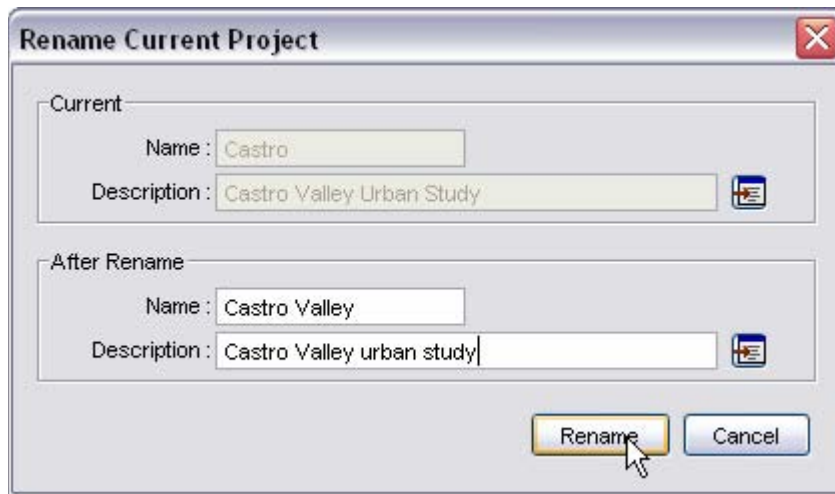 Rename Current Project
Current
Name : Castro
Description : Castro Valley Urban Study
After Rename
Name : Castro Valley
Description : Castro Valley urban study
Rename Cancel